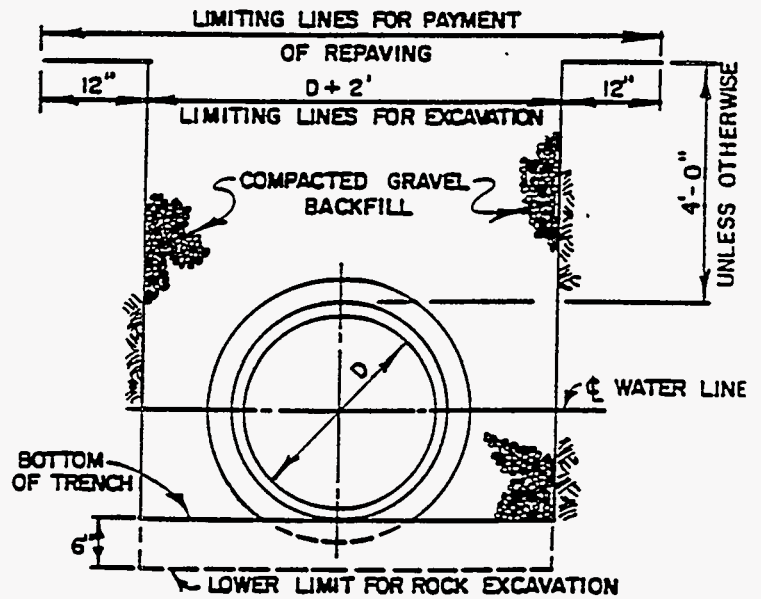 LIMITING LINES FOR PAYMENT
OF REPAVING
12"
D + 2'
12"
LIMITING LINES FOR EXCAVATION
COMPACTED GRAVEL
BACKFILL
4'-0"
UNLESS OTHERWISE
D
℄ WATER LINE
BOTTOM
OF TRENCH
6"
LOWER LIMIT FOR ROCK EXCAVATION